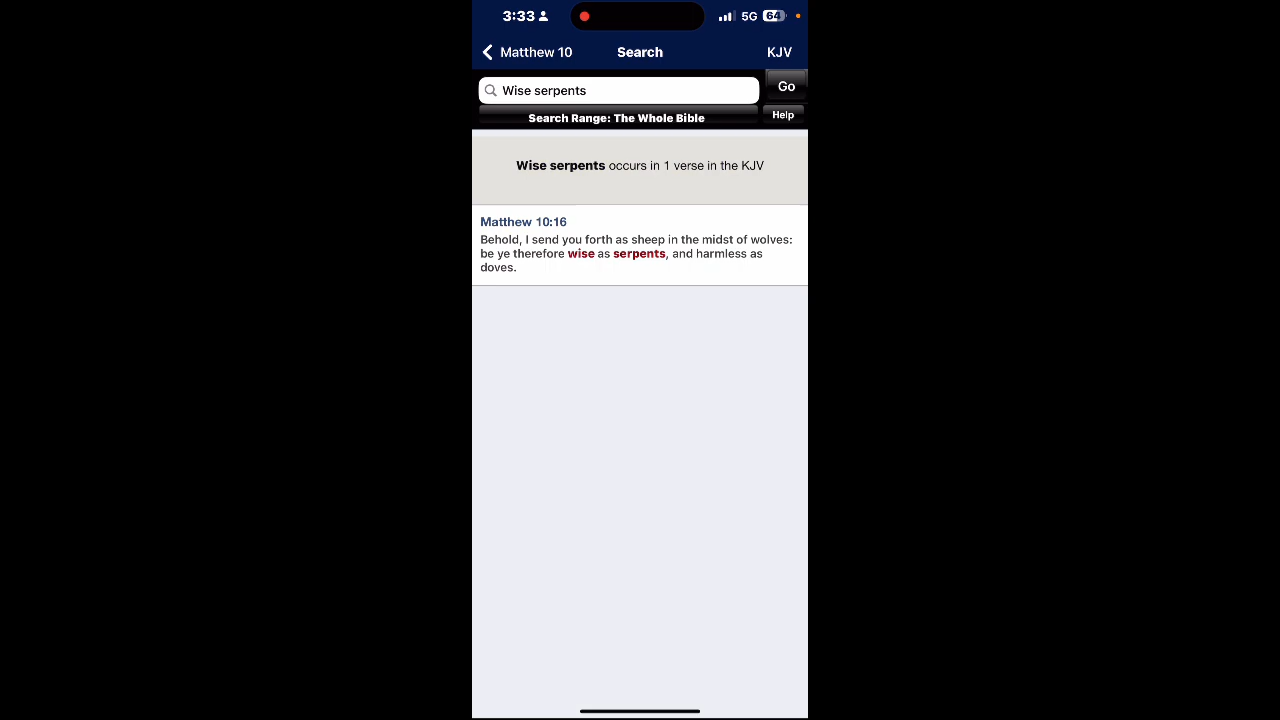 3:33 5G 64
Matthew 10 Search KJV
Wise serpents Go
Search Range: The Whole Bible Help
Wise serpents occurs in 1 verse in the KJV
Matthew 10:16
Behold, I send you forth as sheep in the midst of wolves:
be ye therefore wise as serpents, and harmless as
doves.